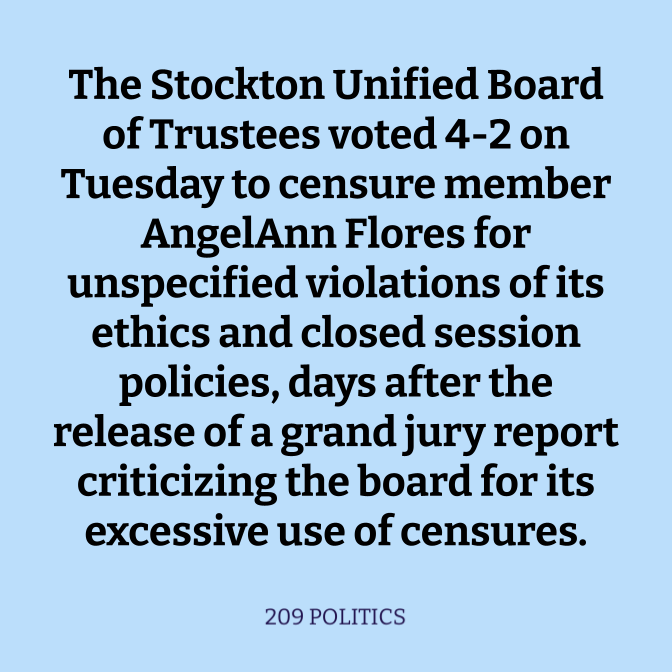 The Stockton Unified Board
of Trustees voted 4-2 on
Tuesday to censure member
AngelAnn Flores for
unspecified violations of its
ethics and closed session
policies, days after the
release of a grand jury report
criticizing the board for its
excessive use of censures.
209 POLITICS